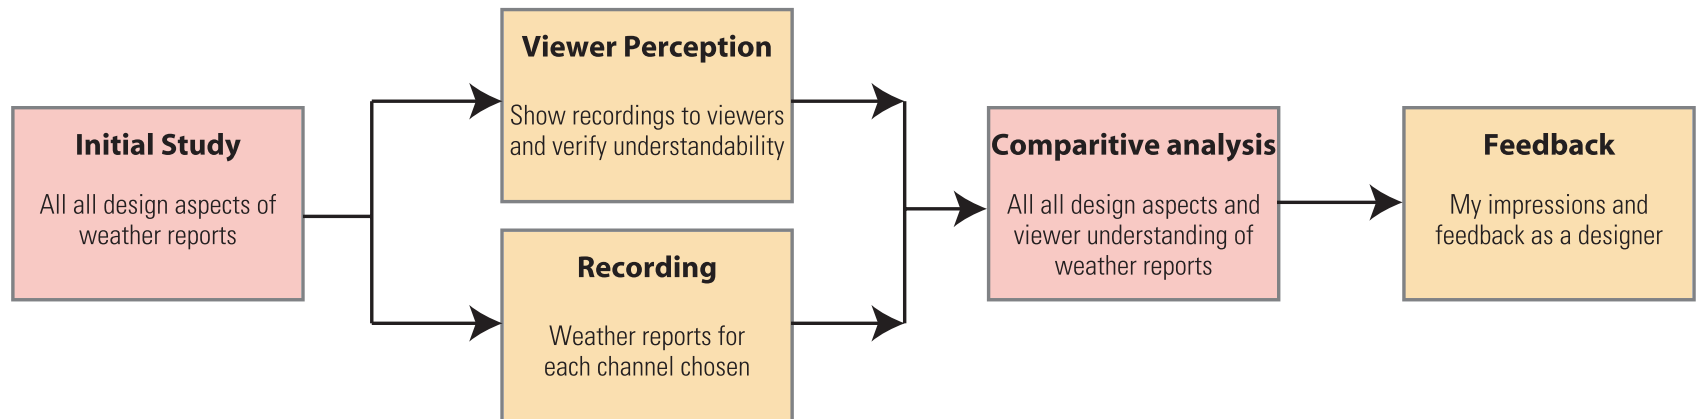 Initial Study
All all design aspects of
weather reports
Viewer Perception
Show recordings to viewers
and verify understandability
Recording
Weather reports for
each channel chosen
Comparitive analysis
All all design aspects and
viewer understanding of
weather reports
Feedback
My impressions and
feedback as a designer